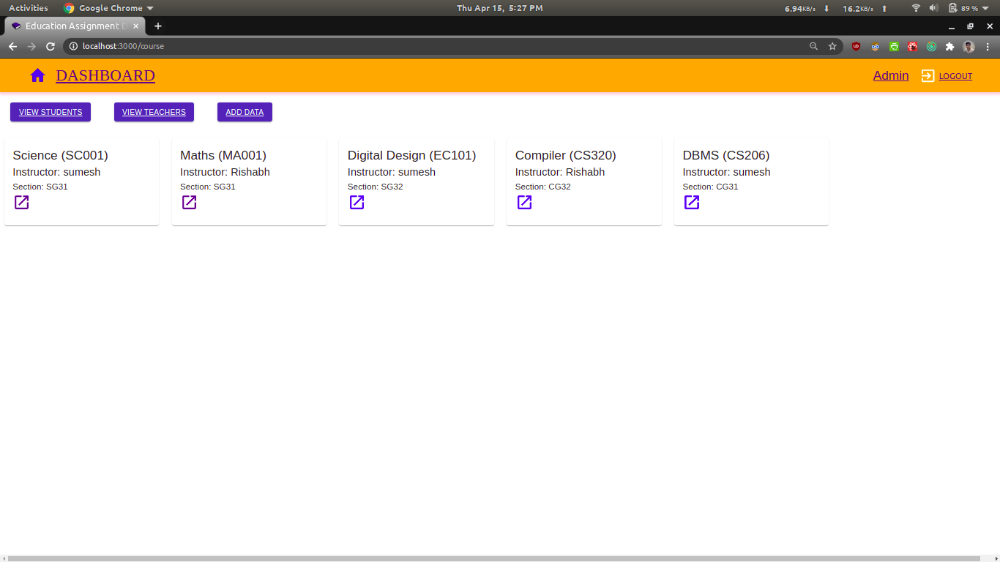 Activities Google Chrome Thu Apr 15, 5:27 PM 6.94KB/s 16.2KB/s 89 %
Education Assignment D
localhost:3000/course
DASHBOARD Admin LOGOUT
VIEW STUDENTS VIEW TEACHERS ADD DATA
Science (SC001) Maths (MA001) Digital Design (EC101) Compiler (CS320) DBMS (CS206)
Instructor: sumesh Instructor: Rishabh Instructor: sumesh Instructor: Rishabh Instructor: sumesh
Section: SG31 Section: SG31 Section: SG32 Section: CG32 Section: CG31